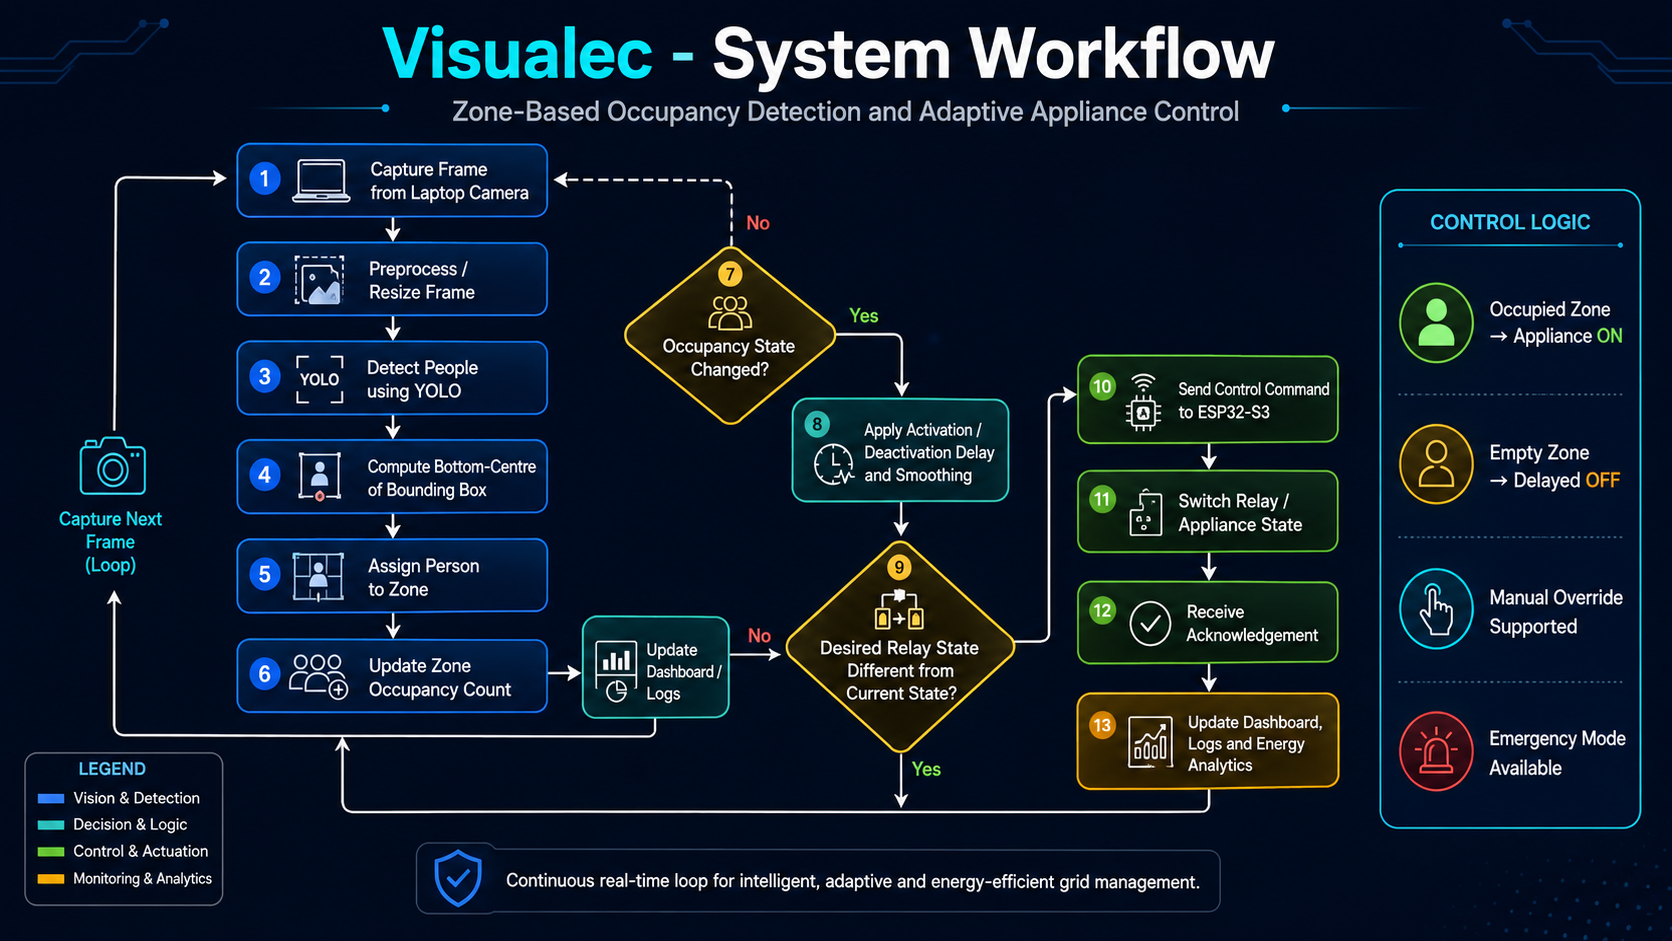 Visualec - System Workflow
Zone-Based Occupancy Detection and Adaptive Appliance Control
1
Capture Frame
from Laptop Camera
2
Preprocess /
Resize Frame
3
YOLO
Detect People
using YOLO
4
Compute Bottom-Centre
of Bounding Box
5
Assign Person
to Zone
6
Update Zone
Occupancy Count
Capture Next
Frame
(Loop)
Update
Dashboard /
Logs
No
7
Occupancy State
Changed?
Yes
8
Apply Activation /
Deactivation Delay
and Smoothing
No
9
Desired Relay State
Different from
Current State?
Yes
10
Send Control Command
to ESP32-S3
11
Switch Relay /
Appliance State
12
Receive
Acknowledgement
13
Update Dashboard,
Logs and Energy
Analytics
CONTROL LOGIC
Occupied Zone
→ Appliance ON
Empty Zone
→ Delayed OFF
Manual Override
Supported
Emergency Mode
Available
LEGEND
Vision & Detection
Decision & Logic
Control & Actuation
Monitoring & Analytics
Continuous real-time loop for intelligent, adaptive and energy-efficient grid management.